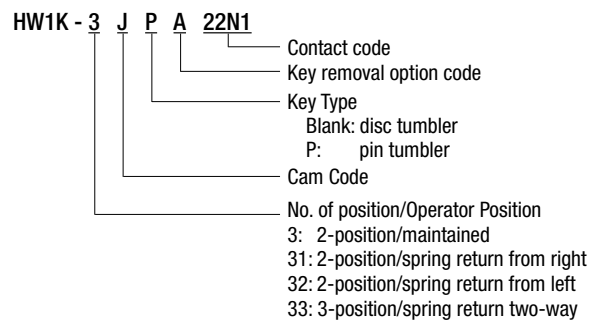 HW1K - 3 J P A 22N1
Contact code
Key removal option code
Key Type
Blank: disc tumbler
P: pin tumbler
Cam Code
No. of position/Operator Position
3: 2-position/maintained
31: 2-position/spring return from right
32: 2-position/spring return from left
33: 3-position/spring return two-way